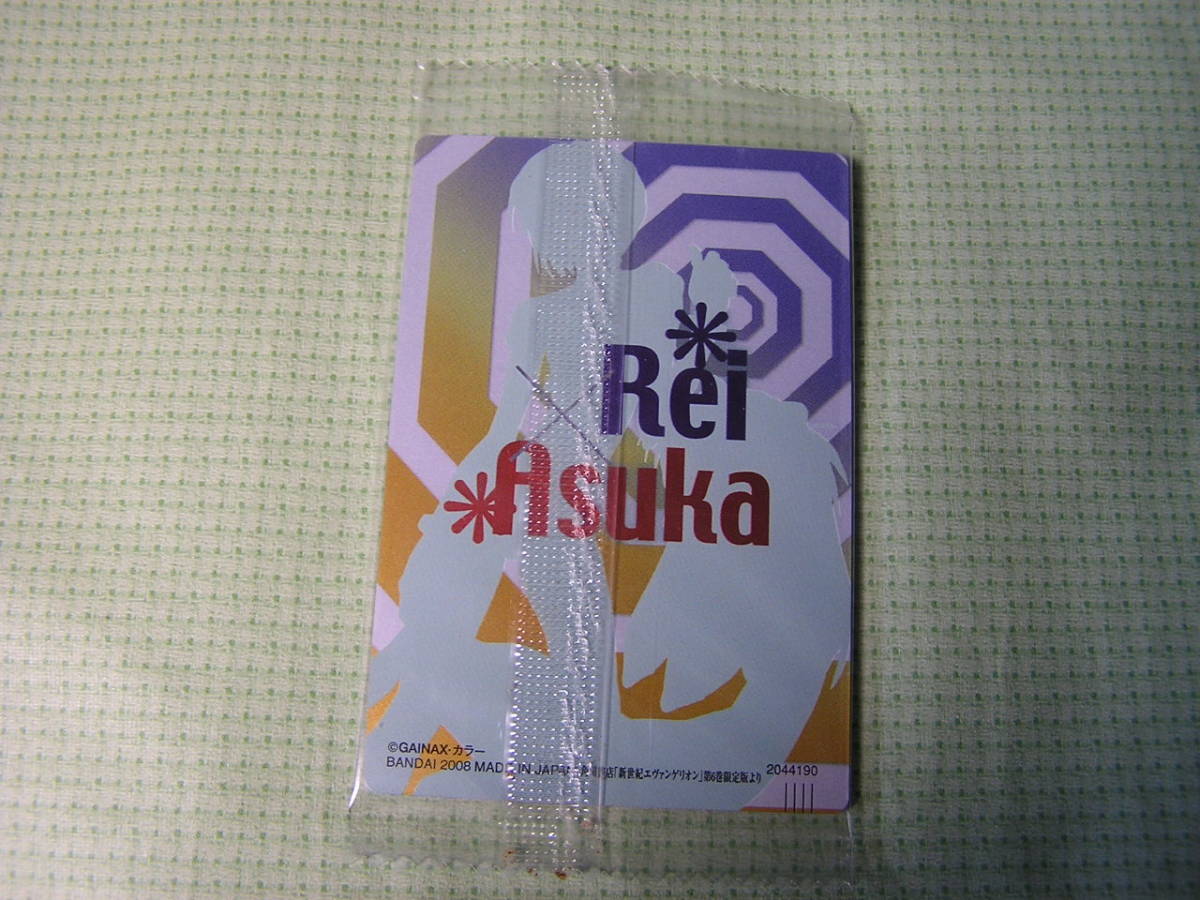 Rei
Asuka
©GAINAX・カラー
BANDAI 2008 MADE IN JAPAN 店「新世紀エヴァンゲリオン」第6巻限定版より 2044190